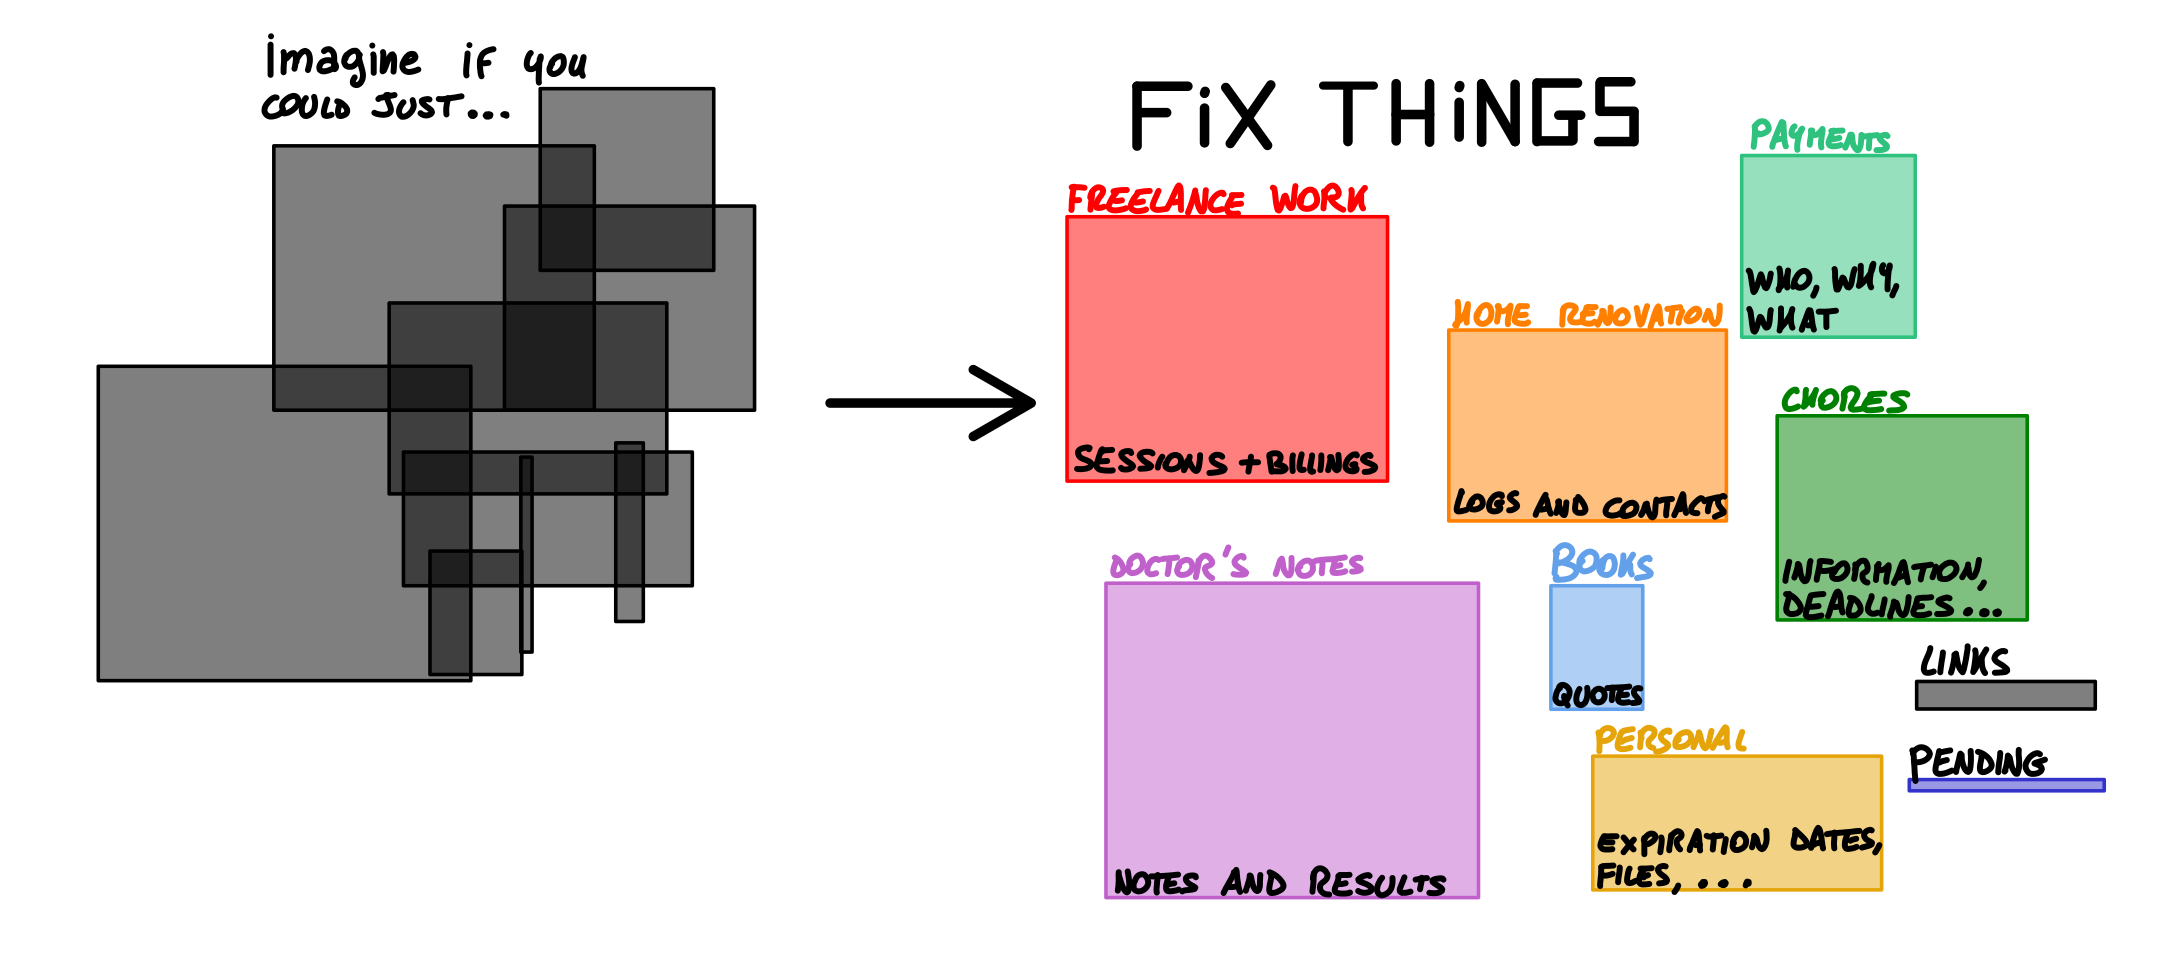 Imagine if you
could just...
FiX THiNGS
FREELANCE WORK
SESSIONS + BILLINGS
HOME RENOVATION
LOGS AND CONTACTS
PAYMENTS
WHO, WHY,
WHAT
CHORES
INFORMATION,
DEADLINES...
DOCTOR'S NOTES
NOTES AND RESULTS
BOOKS
QUOTES
LINKS
PERSONAL
EXPIRATION DATES,
FILES, ...
PENDING